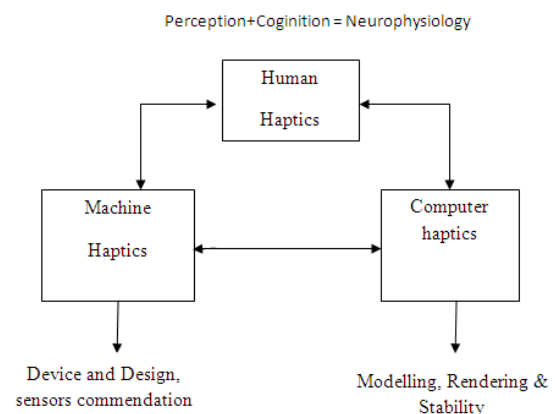 Perception+Coginition = Neurophysiology
Human
Haptics
Machine
Haptics
Computer
haptics
Device and Design,
sensors commendation
Modelling, Rendering &
Stability